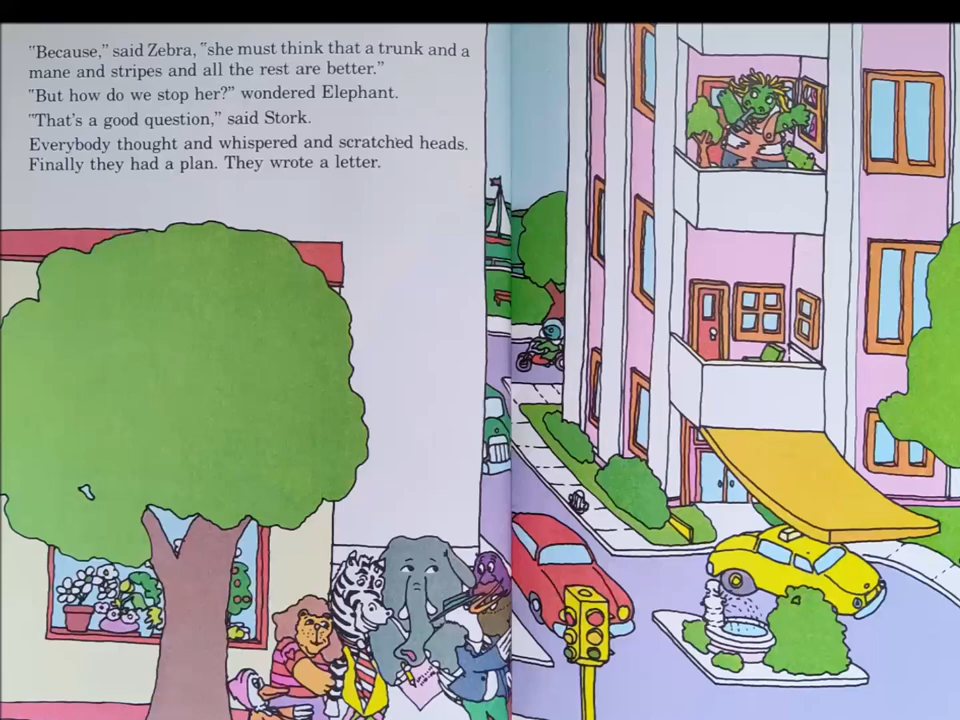 "Because," said Zebra, "she must think that a trunk and a
mane and stripes and all the rest are better."
"But how do we stop her?" wondered Elephant.
"That's a good question," said Stork.
Everybody thought and whispered and scratched heads.
Finally they had a plan. They wrote a letter.